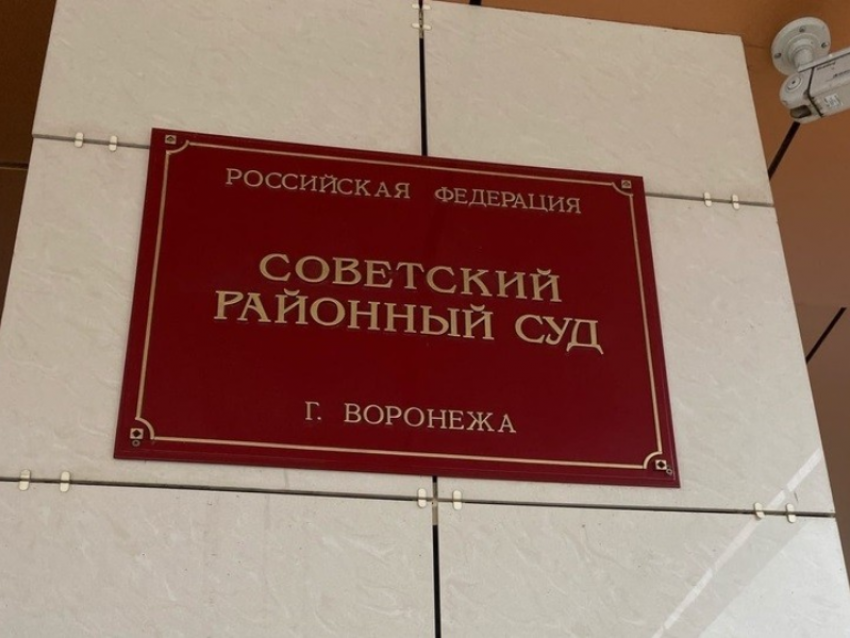 РОССИЙСКАЯ ФЕДЕРАЦИЯ
СОВЕТСКИЙ
РАЙОННЫЙ СУД
Г. ВОРОНЕЖА